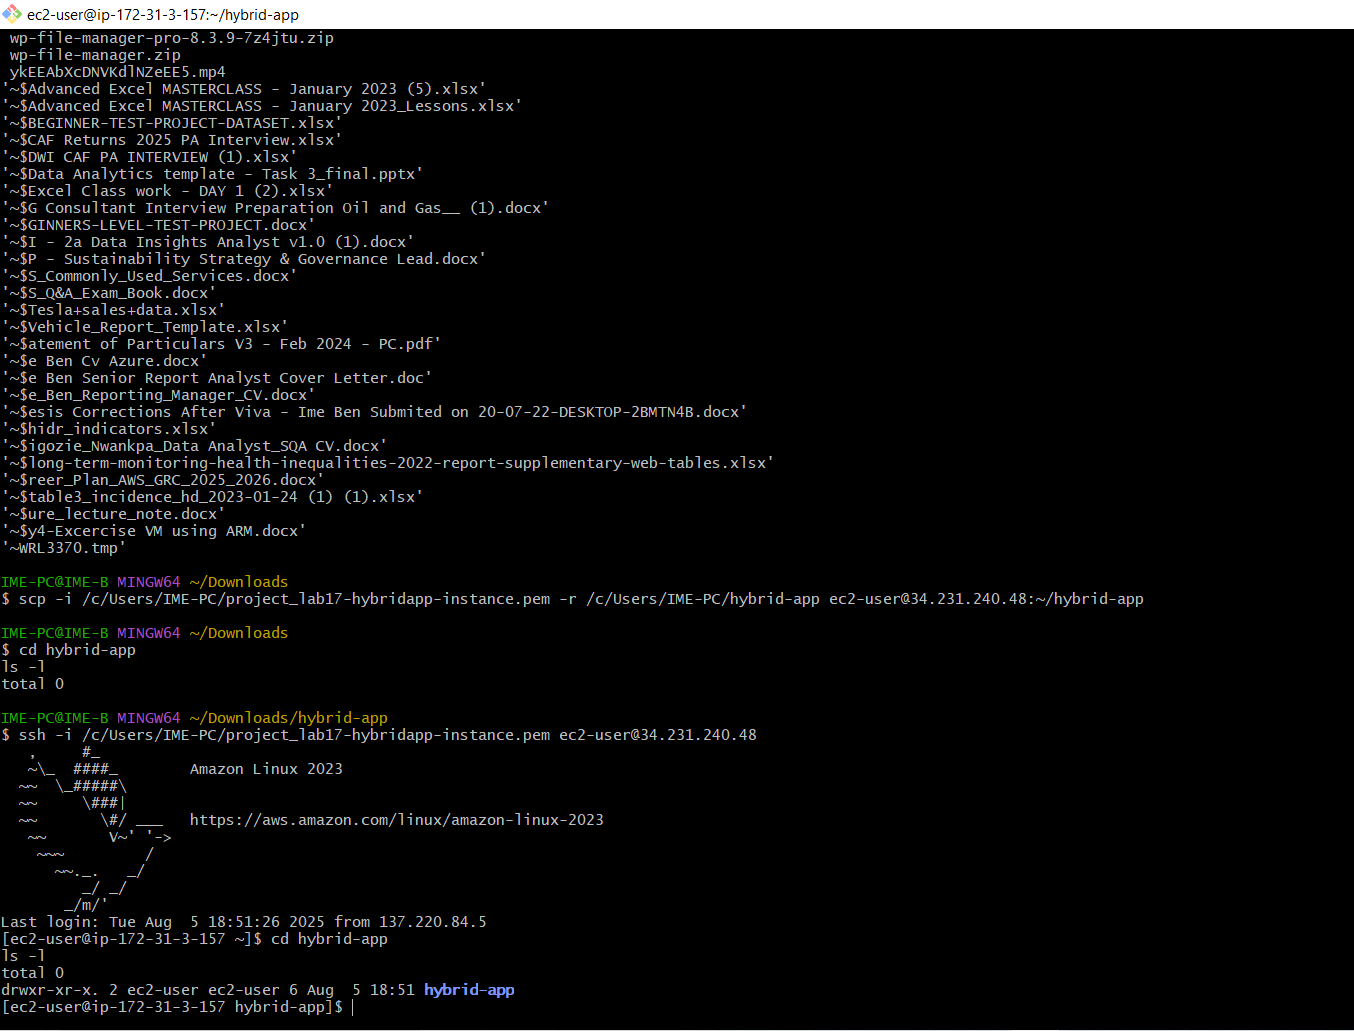 ec2-user@ip-172-31-3-157:~/hybrid-app
wp-file-manager-pro-8.3.9-7z4jtu.zip
wp-file-manager.zip
ykEEAbXcDNVKdlNZeEE5.mp4
'~$Advanced Excel MASTERCLASS - January 2023 (5).xlsx'
'~$Advanced Excel MASTERCLASS - January 2023_Lessons.xlsx'
'~$BEGINNER-TEST-PROJECT-DATASET.xlsx'
'~$CAF Returns 2025 PA Interview.xlsx'
'~$DWI CAF PA INTERVIEW (1).xlsx'
'~$Data Analytics template - Task 3_final.pptx'
'~$Excel Class work - DAY 1 (2).xlsx'
'~$G Consultant Interview Preparation Oil and Gas__ (1).docx'
'~$GINNERS-LEVEL-TEST-PROJECT.docx'
'~$I - 2a Data Insights Analyst v1.0 (1).docx'
'~$P - Sustainability Strategy & Governance Lead.docx'
'~$S_Commonly_Used_Services.docx'
'~$S_Q&A_Exam_Book.docx'
'~$Tesla+sales+data.xlsx'
'~$Vehicle_Report_Template.xlsx'
'~$atement of Particulars V3 - Feb 2024 - PC.pdf'
'~$e Ben Cv Azure.docx'
'~$e Ben Senior Report Analyst Cover Letter.doc'
'~$e_Ben_Reporting_Manager_CV.docx'
'~$esis Corrections After Viva - Ime Ben Submited on 20-07-22-DESKTOP-2BMTN4B.docx'
'~$hidr_indicators.xlsx'
'~$igozie_Nwankpa_Data Analyst_SQA CV.docx'
'~$long-term-monitoring-health-inequalities-2022-report-supplementary-web-tables.xlsx'
'~$reer_Plan_AWS_GRC_2025_2026.docx'
'~$table3_incidence_hd_2023-01-24 (1) (1).xlsx'
'~$ure_lecture_note.docx'
'~$y4-Excercise VM using ARM.docx'
'~WRL3370.tmp'
IME-PC@IME-B MINGW64 ~/Downloads
$ scp -i /c/Users/IME-PC/project_lab17-hybridapp-instance.pem -r /c/Users/IME-PC/hybrid-app ec2-user@34.231.240.48:~/hybrid-app
IME-PC@IME-B MINGW64 ~/Downloads
$ cd hybrid-app
ls -l
total 0
IME-PC@IME-B MINGW64 ~/Downloads/hybrid-app
$ ssh -i /c/Users/IME-PC/project_lab17-hybridapp-instance.pem ec2-user@34.231.240.48
   ,     #_
   ~\_  ####_        Amazon Linux 2023
  ~~  \_#####\
  ~~     \###|
  ~~       \#/ ___   https://aws.amazon.com/linux/amazon-linux-2023
   ~~       V~' '->
    ~~~         /
      ~~._.   _/
         _/ _/
       _/m/'
Last login: Tue Aug  5 18:51:26 2025 from 137.220.84.5
[ec2-user@ip-172-31-3-157 ~]$ cd hybrid-app
ls -l
total 0
drwxr-xr-x. 2 ec2-user ec2-user 6 Aug  5 18:51 hybrid-app
[ec2-user@ip-172-31-3-157 hybrid-app]$